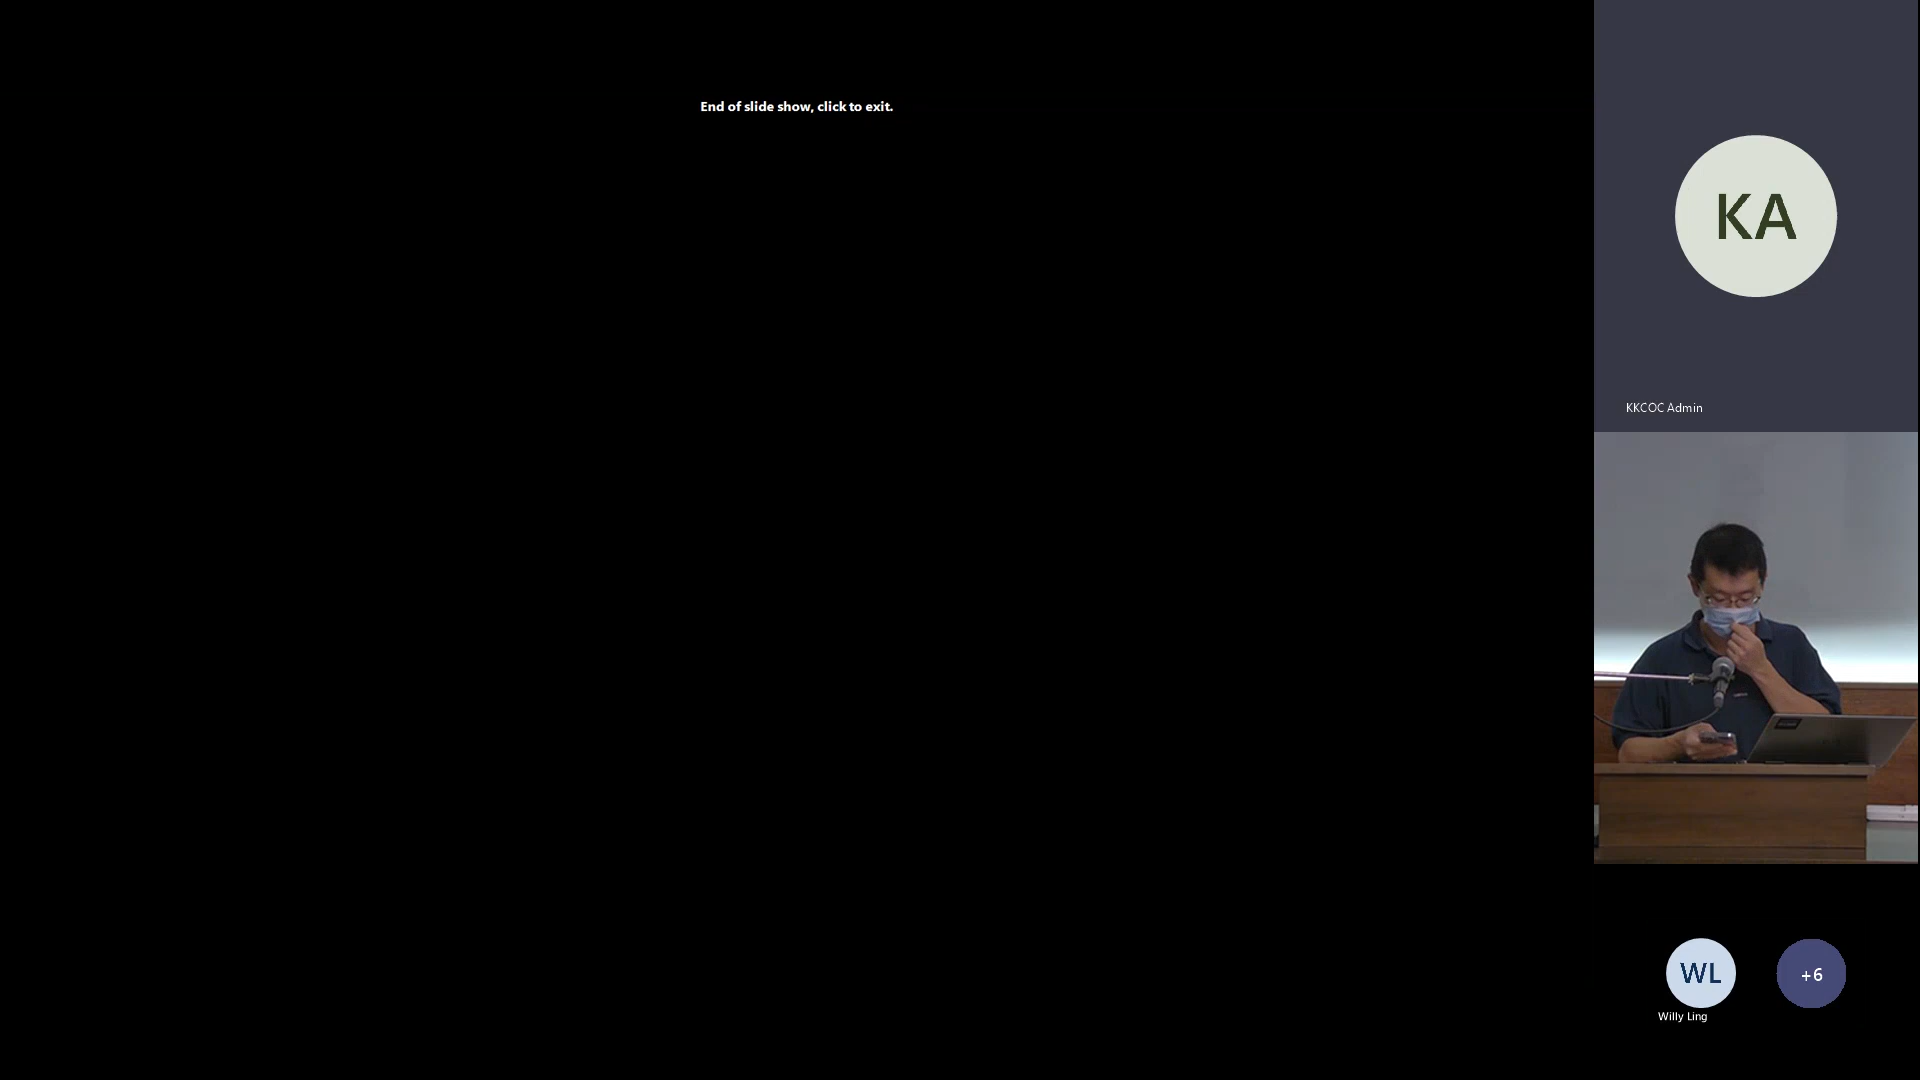 End of slide show, click to exit.
KA
KKCOC Admin
WL
+6
Willy Ling